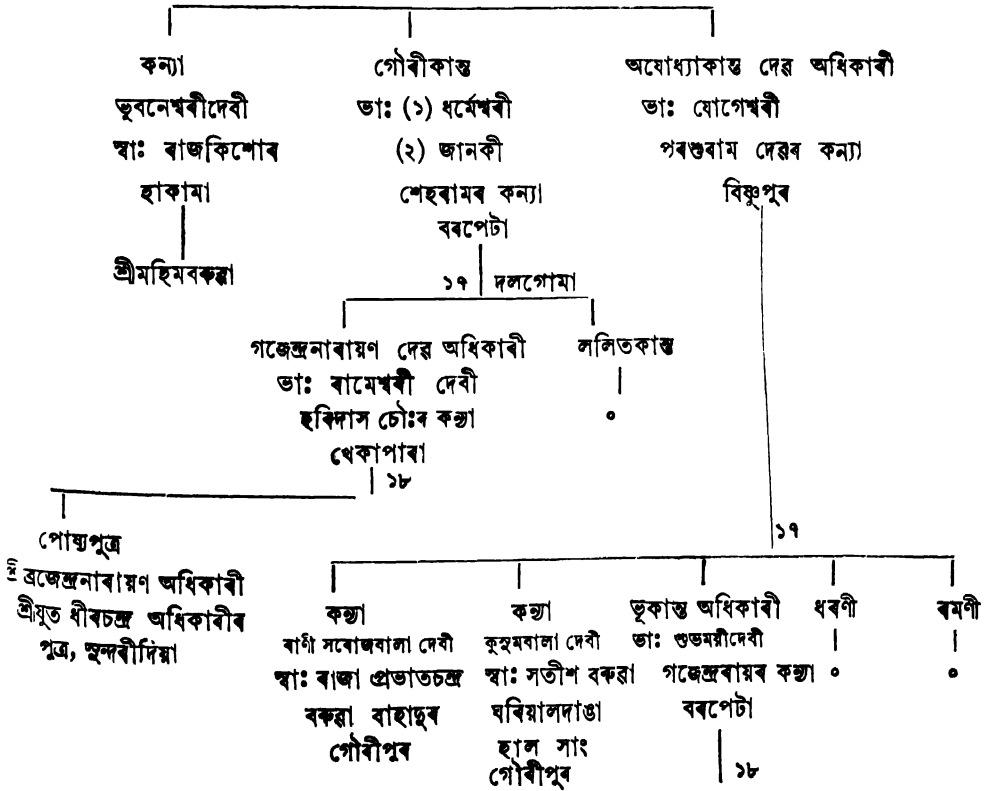 কন্যা
ভূবনেশ্বৰীদেবী
স্বাঃ ৰাজকিশোৰ
হাকামা
শ্ৰীমহিমবৰুৱা
গৌৰীকান্ত
ভাঃ (১) ধৰ্মেশ্বৰী
(২) জানকী
শেহৰামৰ কন্যা
বৰপেটা
১৭ দলগোমা
অযোধ্যাকান্ত দেৱ অধিকাৰী
ভাঃ যোগেশ্বৰী
পৰশুৰাম দেৱৰ কন্যা
বিষ্ণুপুৰ
গজেন্দ্ৰনাৰায়ণ দেৱ অধিকাৰী
ভাঃ ৰামেশ্বৰী দেবী
হৰিদাস চৌঃৰ কন্যা
থেকাপাৰা
১৮
ললিতকান্ত
০
পোষ্যপুত্ৰ
ব্ৰজেন্দ্ৰনাৰায়ণ অধিকাৰী
শ্ৰীযুত ধীৰচন্দ্ৰ অধিকাৰীৰ
পুত্ৰ, সুন্দৰীদিয়া
১৭
কন্যা
ৰাণী সৰোজবালা দেবী
স্বাঃ ৰাজা প্ৰভাতচন্দ্ৰ
বৰুৱা বাহাদুৰ
গৌৰীপুৰ
কন্যা
কুসুমবালা দেবী
স্বাঃ সতীশ বৰুৱা
ঘৰিয়ালদাঙা
হাল সাং
গৌৰীপুৰ
ভূকান্ত অধিকাৰী
ভাঃ শুভময়ীদেবী
গজেন্দ্ৰৰায়ৰ কন্যা
বৰপেটা
১৮
ধৰণী
০
ৰমণী
০